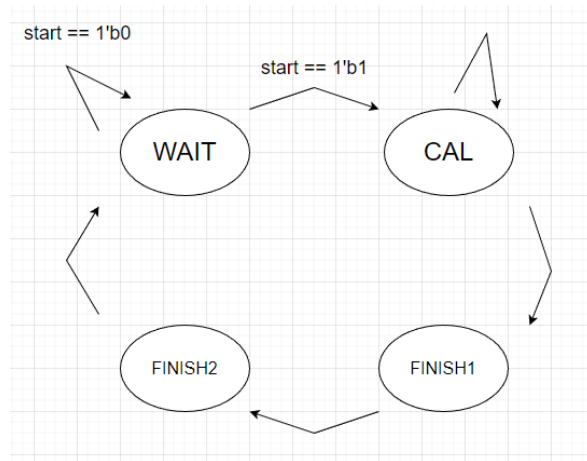 start == 1'b0
start == 1'b1
WAIT
CAL
FINISH2
FINISH1